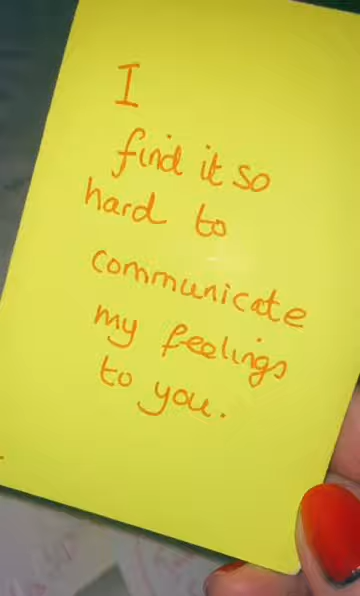 I
find it so
hard to
communicate
my feelings
to you.